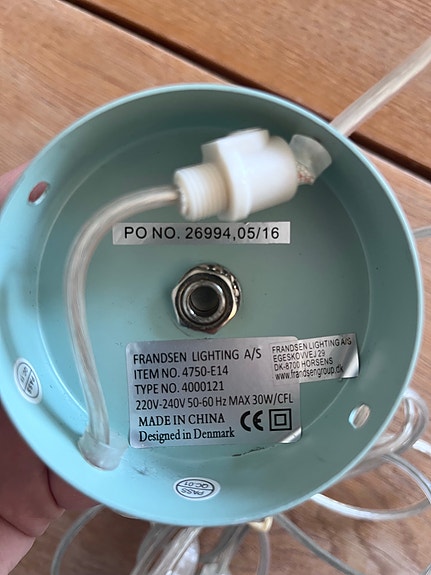 PO NO. 26994,05/16
FRANDSEN LIGHTING A/S
ITEM NO. 4750-E14
TYPE NO. 4000121
220V-240V 50-60 Hz MAX 30W/CFL
MADE IN CHINA
Designed in Denmark
CE
FRANDSEN LIGHTING A/S
EGESKOVVEJ 29
DK-8700 HORSENS
www.frandsengroup.dk
PASS
QC.01